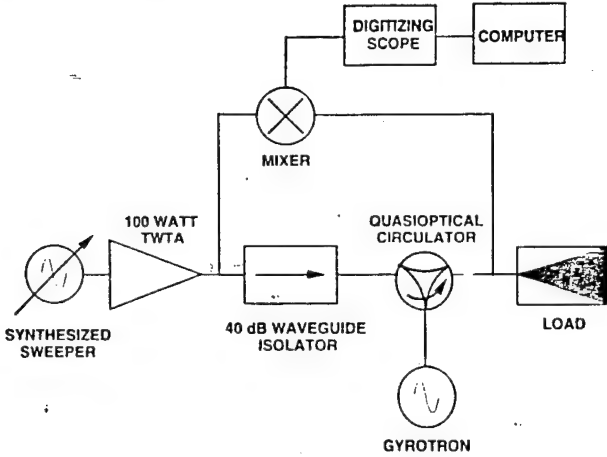 DIGITIZING
SCOPE
COMPUTER
MIXER
100 WATT
TWTA
QUASIOPTICAL
CIRCULATOR
SYNTHESIZED
SWEEPER
40 dB WAVEGUIDE
ISOLATOR
LOAD
GYROTRON